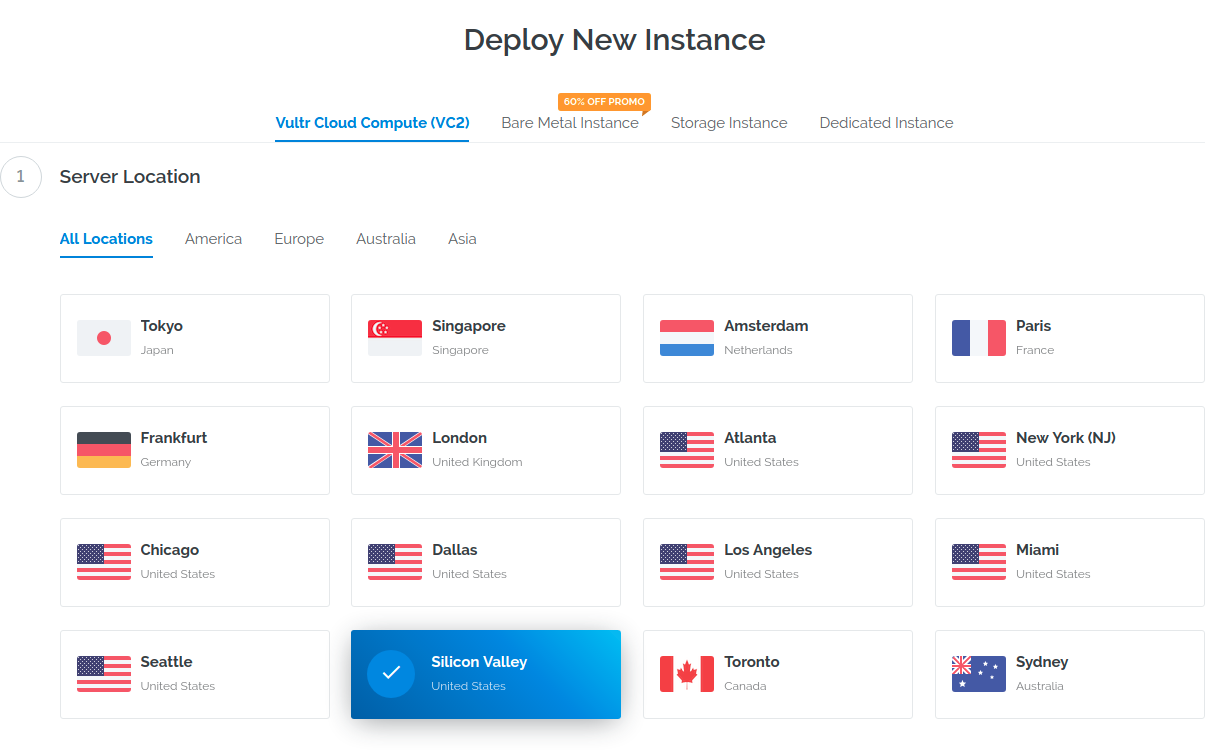 Deploy New Instance
60% OFF PROMO
Vultr Cloud Compute (VC2) Bare Metal Instance Storage Instance Dedicated Instance
1 Server Location
All Locations America Europe Australia Asia
Tokyo
Japan
Singapore
Singapore
Amsterdam
Netherlands
Paris
France
Frankfurt
Germany
London
United Kingdom
Atlanta
United States
New York (NJ)
United States
Chicago
United States
Dallas
United States
Los Angeles
United States
Miami
United States
Seattle
United States
Silicon Valley
United States
Toronto
Canada
Sydney
Australia